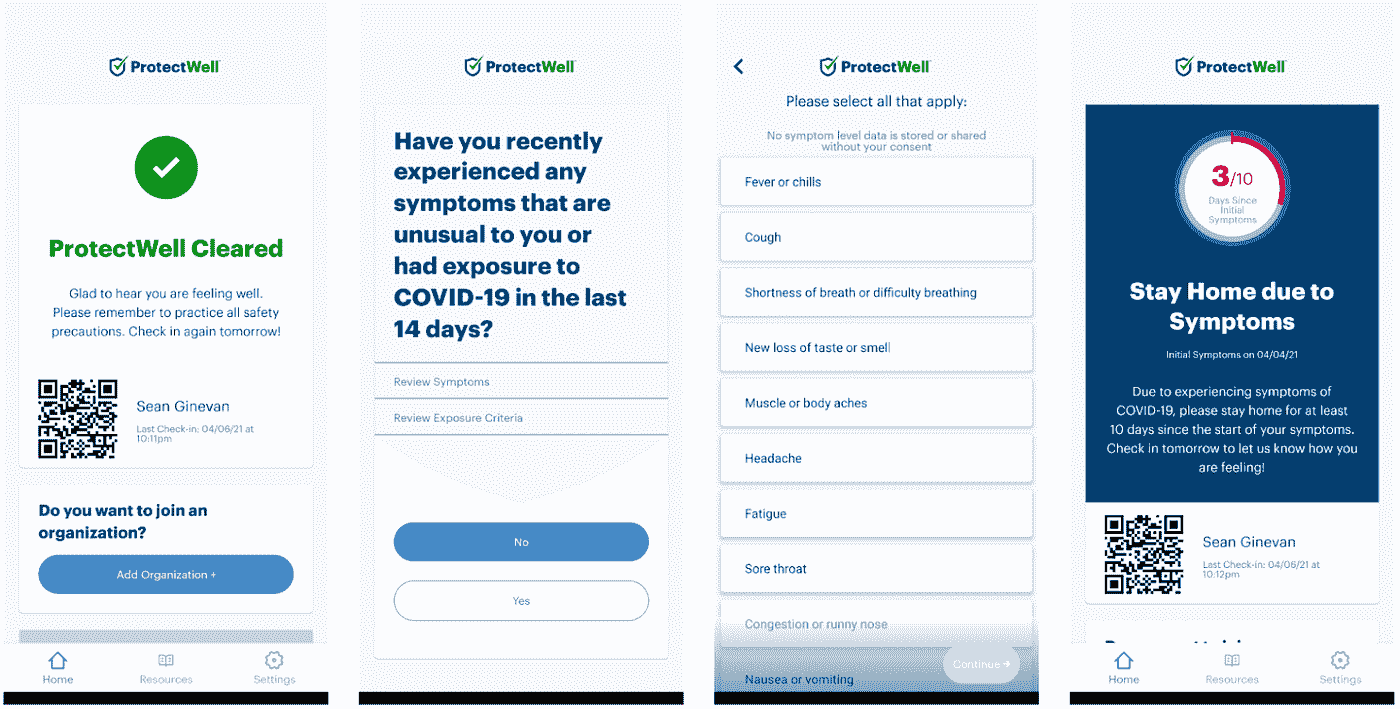 ProtectWell
ProtectWell Cleared
Glad to hear you are feeling well.
Please remember to practice all safety
precautions. Check in again tomorrow!
Sean Ginevan
Last Check-in: 04/06/21 at
10:11pm
Do you want to join an
organization?
Add Organization +
Home
Resources
Settings
ProtectWell
Have you recently
experienced any
symptoms that are
unusual to you or
had exposure to
COVID-19 in the last
14 days?
Review Symptoms
Review Exposure Criteria
No
Yes
ProtectWell
Please select all that apply:
No symptom level data is stored or shared
without your consent
Fever or chills
Cough
Shortness of breath or difficulty breathing
New loss of taste or smell
Muscle or body aches
Headache
Fatigue
Sore throat
Congestion or runny nose
Continue
Nausea or vomiting
ProtectWell
3/10
Days Since
Initial
Symptoms
Stay Home due to
Symptoms
Initial Symptoms on 04/04/21
Due to experiencing symptoms of
COVID-19, please stay home for at least
10 days since the start of your symptoms.
Check in tomorrow to let us know how you
are feeling!
Sean Ginevan
Last Check-in: 04/06/21 at
10:12pm
Home
Resources
Settings